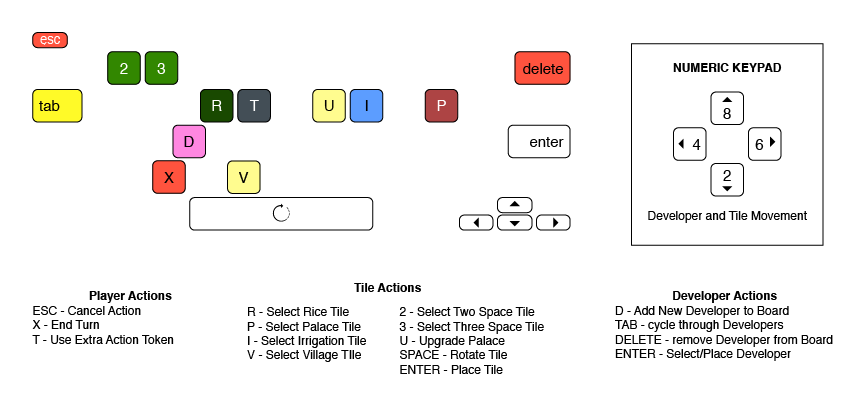 esc
2 3 delete
tab R T U I P
D enter
X V
NUMERIC KEYPAD
8
4 6
2
Developer and Tile Movement
Player Actions
ESC - Cancel Action
X - End Turn
T - Use Extra Action Token
Tile Actions
R - Select Rice Tile
P - Select Palace Tile
I - Select Irrigation Tile
V - Select Village TIle
2 - Select Two Space Tile
3 - Select Three Space Tile
U - Upgrade Palace
SPACE - Rotate Tile
ENTER - Place Tile
Developer Actions
D - Add New Developer to Board
TAB - cycle through Developers
DELETE - remove Developer from Board
ENTER - Select/Place Developer